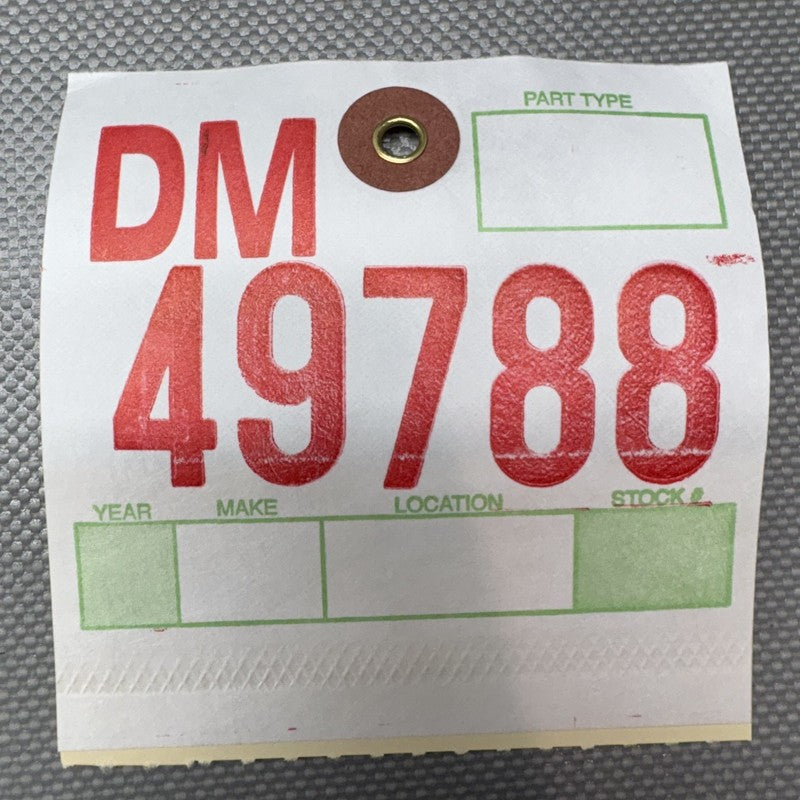 PART TYPE
DM
49788
YEAR MAKE LOCATION STOCK #